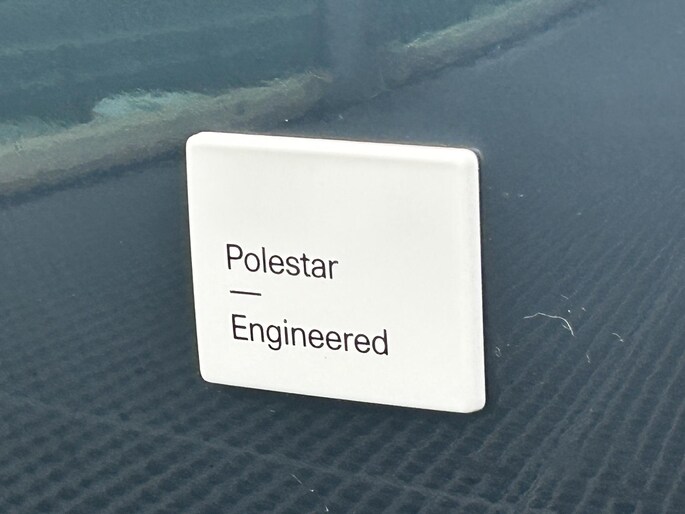 Polestar
—
Engineered